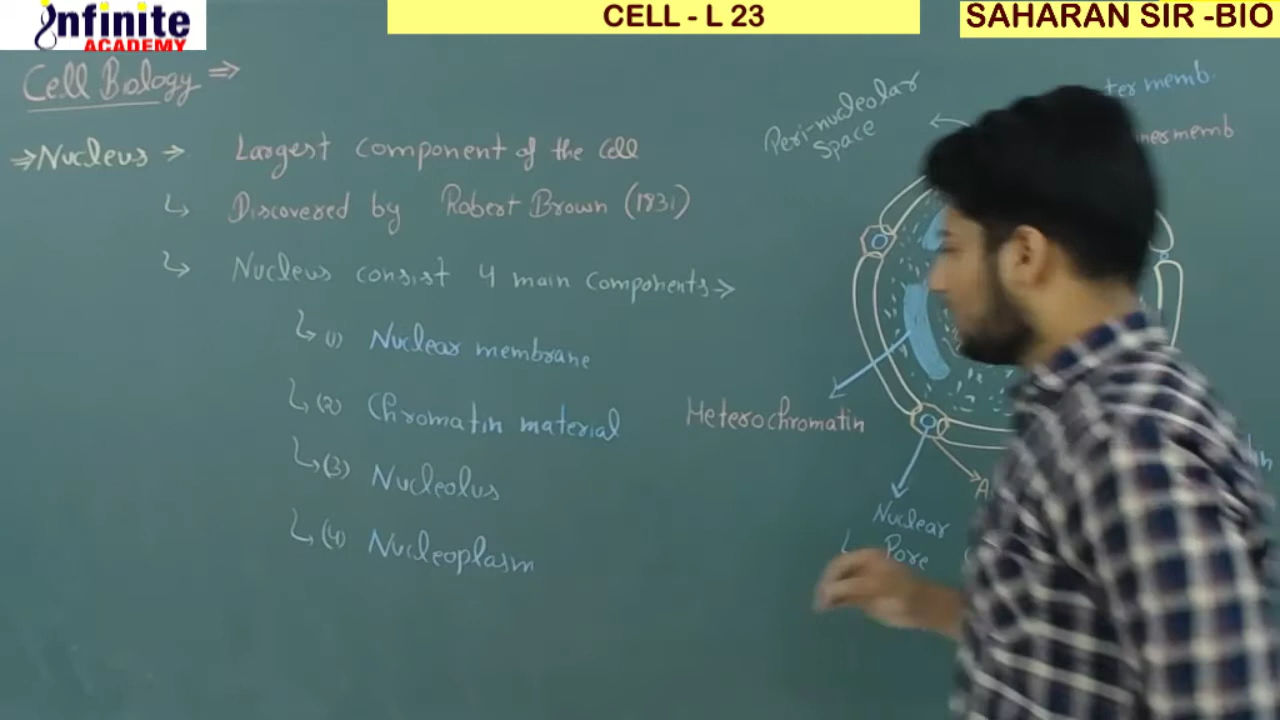 infinite
ACADEMY
CELL - L 23
SAHARAN SIR -BIO
Cell Biology ⇒
⇒ Nucleus → Largest component of the cell
↳ Discovered by Robert Brown (1831)
↳ Nucleus consist 4 main components →
↳ (1) Nuclear membrane
↳ (2) Chromatin material
↳ (3) Nucleolus
↳ (4) Nucleoplasm
Peri-nucleolar
space
memb.
memb
Heterochromatin
Nuclear
Pore